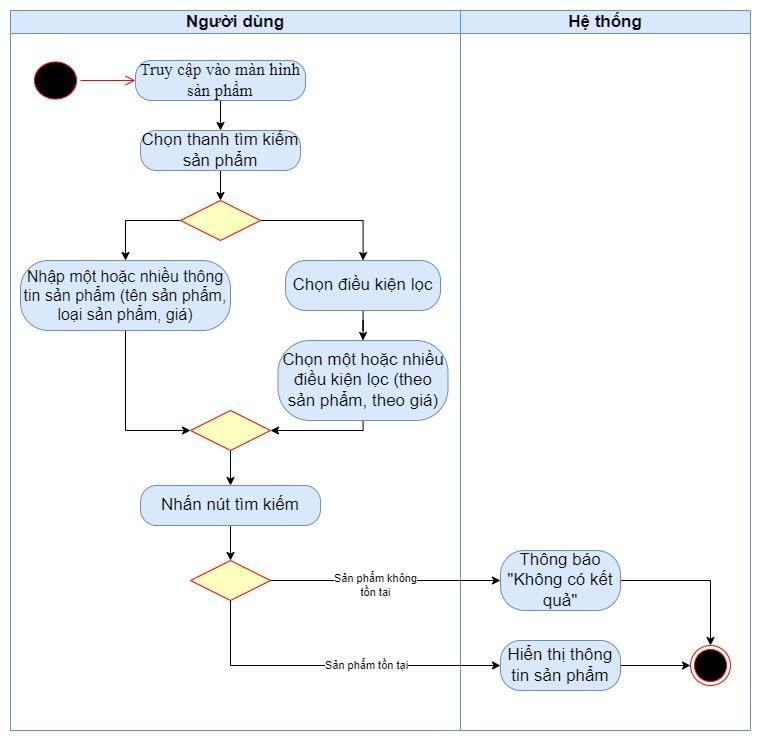 Người dùng
Hệ thống
Truy cập vào màn hình
sản phẩm
Chọn thanh tìm kiếm
sản phẩm
Nhập một hoặc nhiều thông
tin sản phẩm (tên sản phẩm,
loại sản phẩm, giá)
Chọn điều kiện lọc
Chọn một hoặc nhiều
điều kiện lọc (theo
sản phẩm, theo giá)
Nhấn nút tìm kiếm
Sản phẩm không
tồn tại
Thông báo
"Không có kết
quả"
Sản phẩm tồn tại
Hiển thị thông
tin sản phẩm